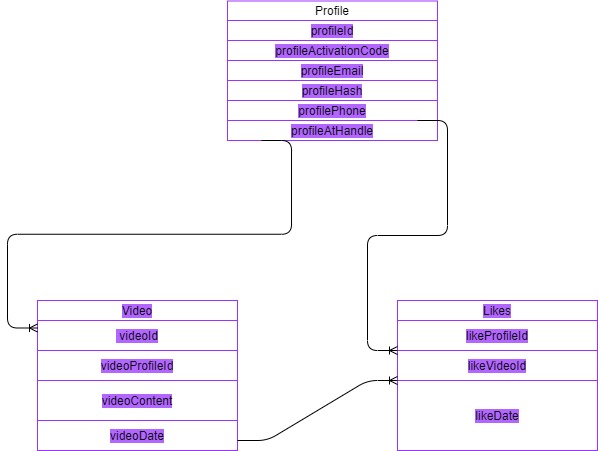 Profile
profileId
profileActivationCode
profileEmail
profileHash
profilePhone
profileAtHandle
Video
videoId
videoProfileId
videoContent
videoDate
Likes
likeProfileId
likeVideoId
likeDate